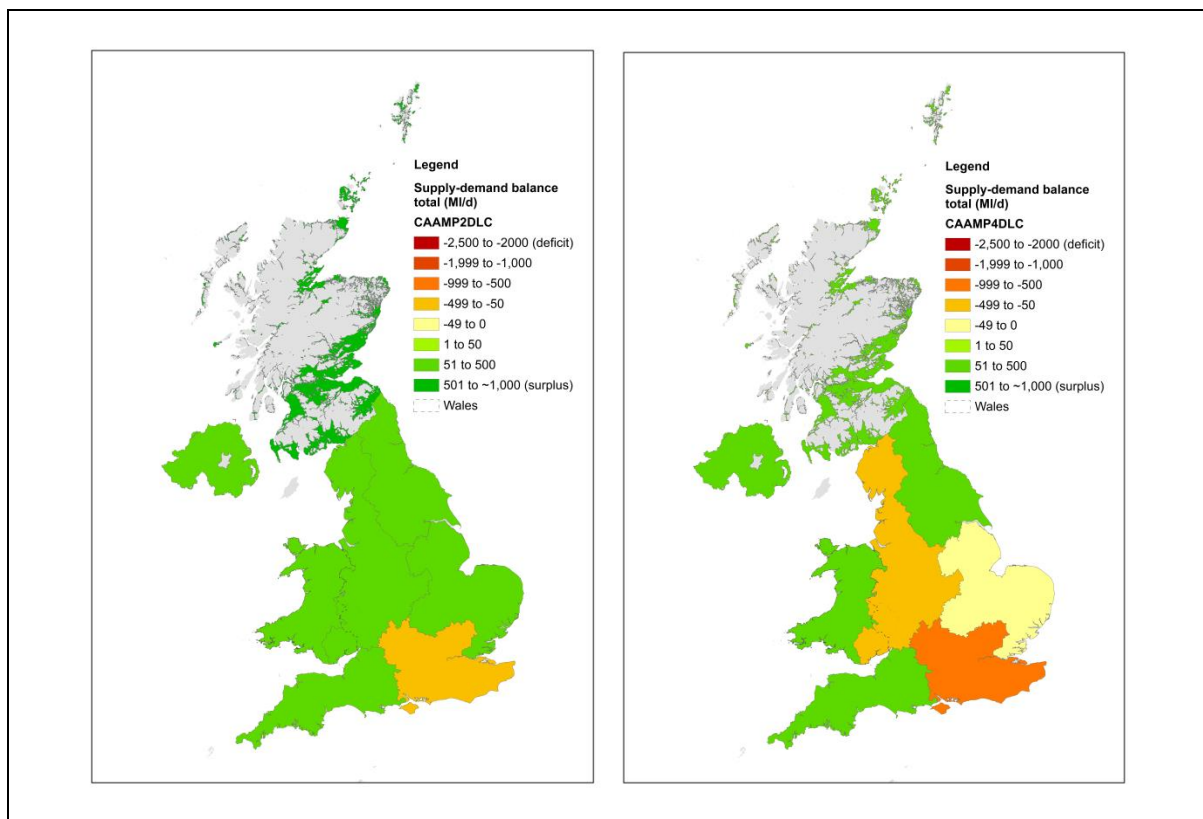 Legend
Supply-demand balance
total (Ml/d)
CAAMP2DLC
-2,500 to -2000 (deficit)
-1,999 to -1,000
-999 to -500
-499 to -50
-49 to 0
1 to 50
51 to 500
501 to ~1,000 (surplus)
Wales
Legend
Supply-demand balance
total (Ml/d)
CAAMP4DLC
-2,500 to -2000 (deficit)
-1,999 to -1,000
-999 to -500
-499 to -50
-49 to 0
1 to 50
51 to 500
501 to ~1,000 (surplus)
Wales